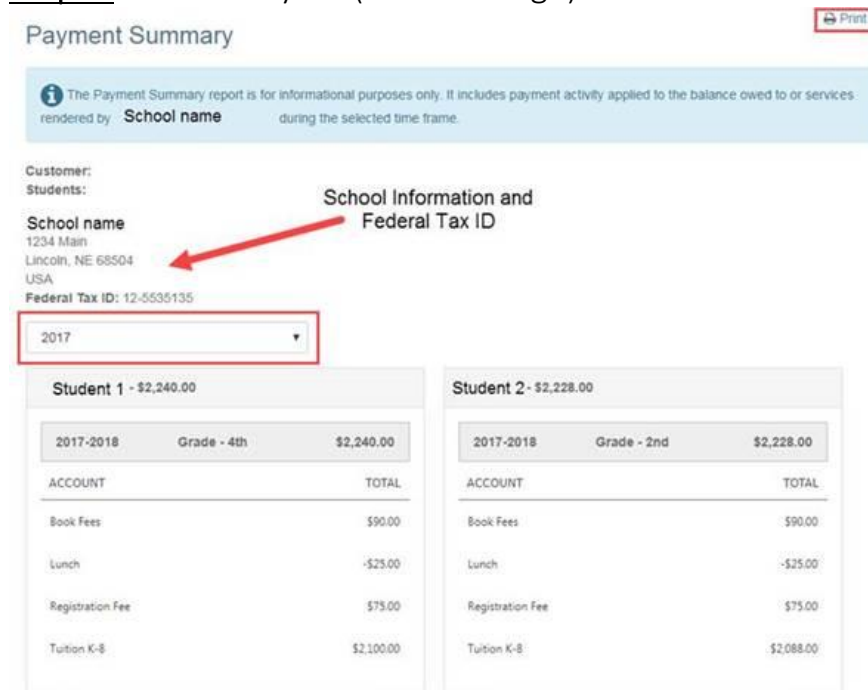 Print
Payment Summary
The Payment Summary report is for informational purposes only. It includes payment activity applied to the balance owed to or services
rendered by School name during the selected time frame.
Customer:
Students:
School Information and
Federal Tax ID
School name
1234 Main
Lincoln, NE 68504
USA
Federal Tax ID: 12-5535135
2017
Student 1 - $2,240.00
2017-2018 Grade - 4th $2,240.00
ACCOUNT TOTAL
Book Fees $90.00
Lunch -$25.00
Registration Fee $75.00
Tuition K-8 $2,100.00
Student 2 - $2,228.00
2017-2018 Grade - 2nd $2,228.00
ACCOUNT TOTAL
Book Fees $90.00
Lunch -$25.00
Registration Fee $75.00
Tuition K-8 $2,088.00